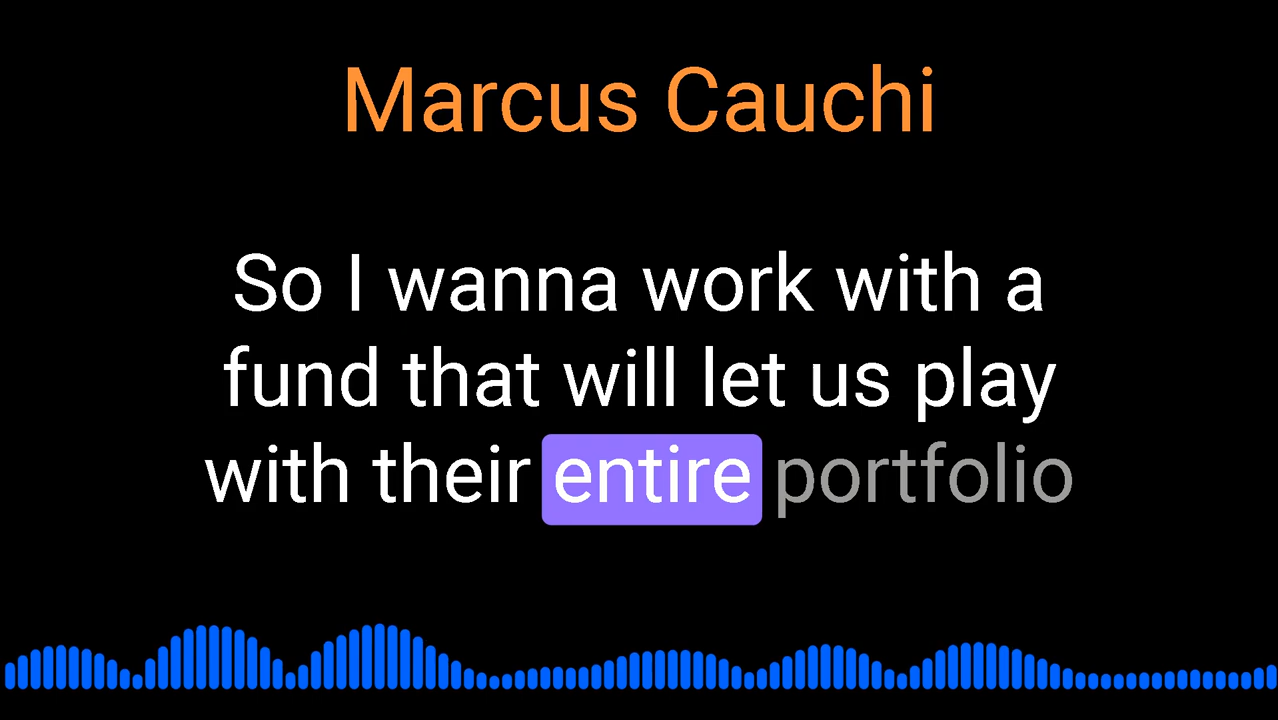 Marcus Cauchi
So I wanna work with a
fund that will let us play
with their entire portfolio